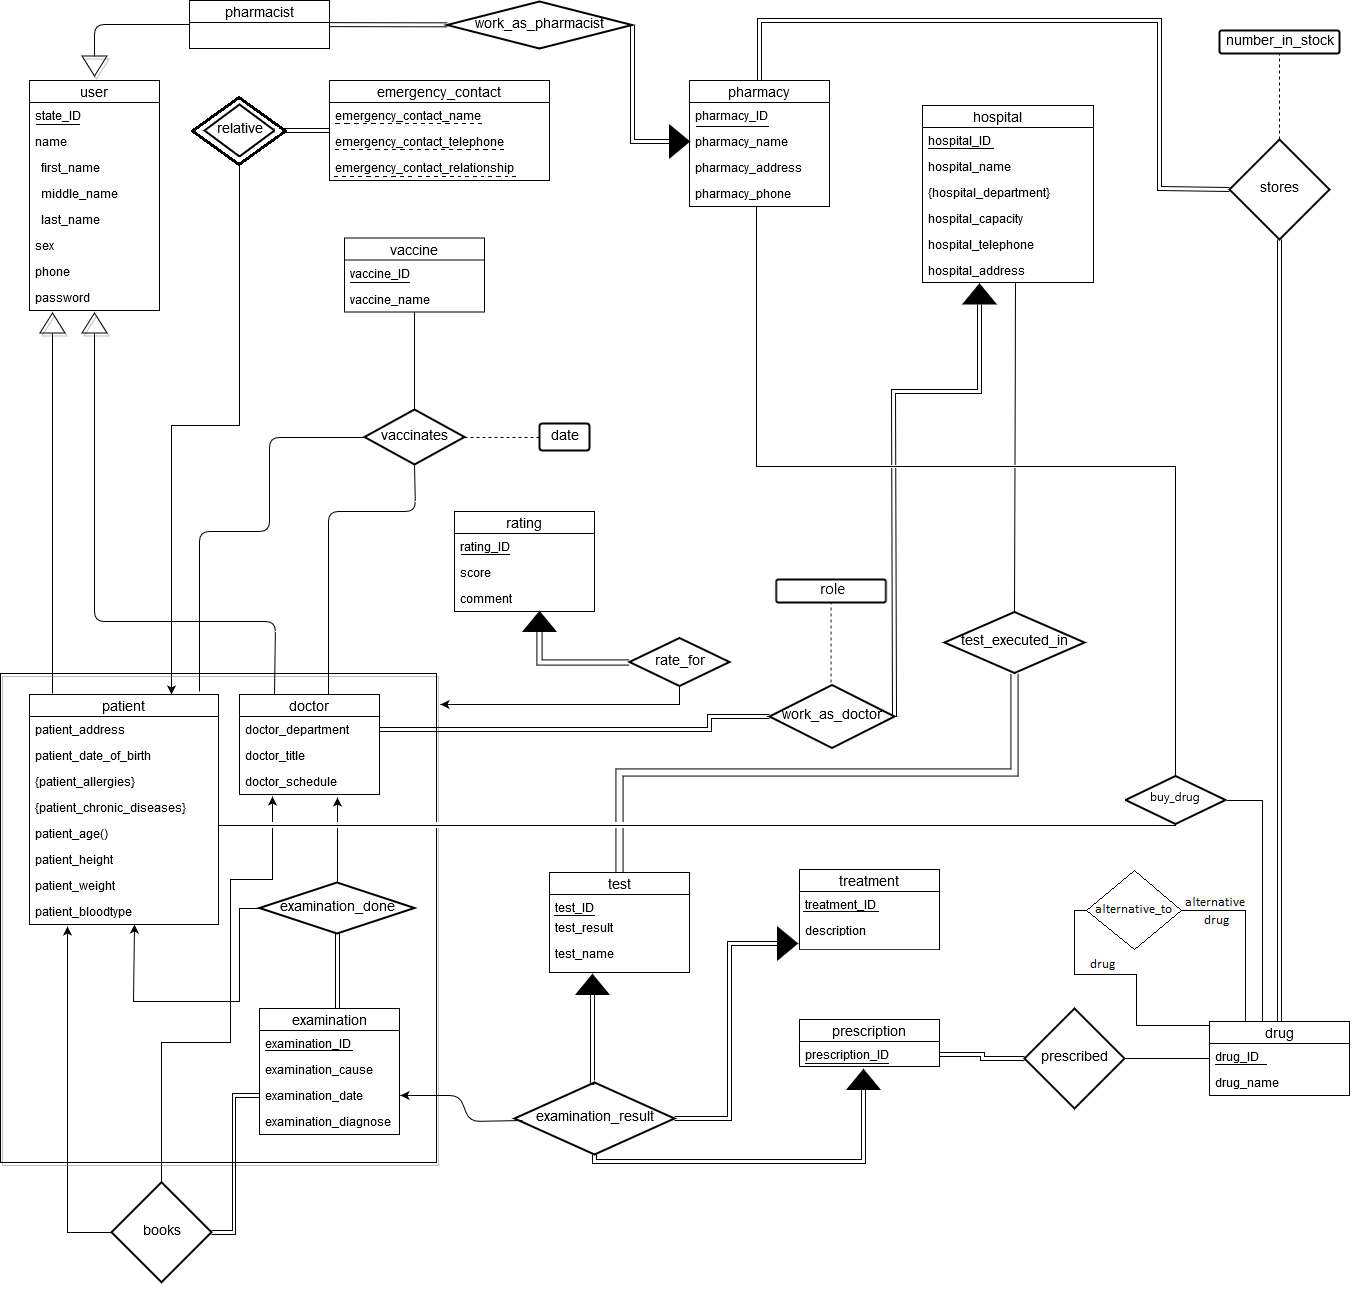 pharmacist
work_as_pharmacist
number_in_stock
user
state_ID
name
first_name
middle_name
last_name
sex
phone
password
relative
emergency_contact
emergency_contact_name
emergency_contact_telephone
emergency_contact_relationship
pharmacy
pharmacy_ID
pharmacy_name
pharmacy_address
pharmacy_phone
hospital
hospital_ID
hospital_name
{hospital_department}
hospital_capacity
hospital_telephone
hospital_address
stores
vaccine
vaccine_ID
vaccine_name
vaccinates
date
rating
rating_ID
score
comment
rate_for
role
work_as_doctor
test_executed_in
patient
patient_address
patient_date_of_birth
{patient_allergies}
{patient_chronic_diseases}
patient_age()
patient_height
patient_weight
patient_bloodtype
doctor
doctor_department
doctor_title
doctor_schedule
buy_drug
examination_done
test
test_ID
test_result
test_name
treatment
treatment_ID
description
alternative_to
alternative
drug
drug
examination
examination_ID
examination_cause
examination_date
examination_diagnose
examination_result
prescription
prescription_ID
prescribed
drug
drug_ID
drug_name
books